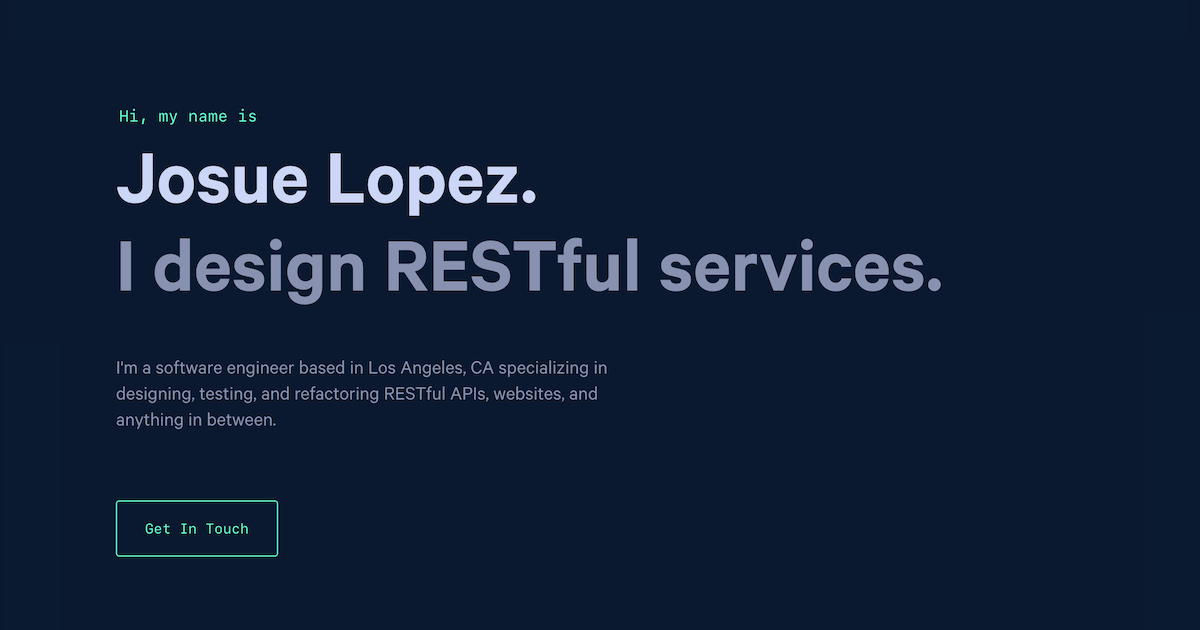 Hi, my name is
Josue Lopez.
I design RESTful services.
I'm a software engineer based in Los Angeles, CA specializing in
designing, testing, and refactoring RESTful APIs, websites, and
anything in between.
Get In Touch